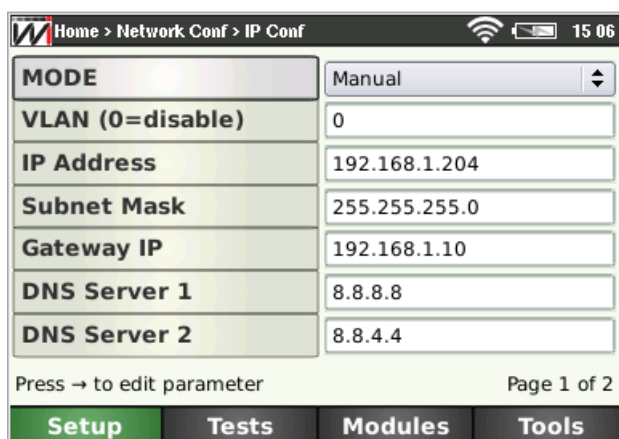 Home > Network Conf > IP Conf 15 06
MODE Manual
VLAN (0=disable) 0
IP Address 192.168.1.204
Subnet Mask 255.255.255.0
Gateway IP 192.168.1.10
DNS Server 1 8.8.8.8
DNS Server 2 8.8.4.4
Press → to edit parameter Page 1 of 2
Setup Tests Modules Tools